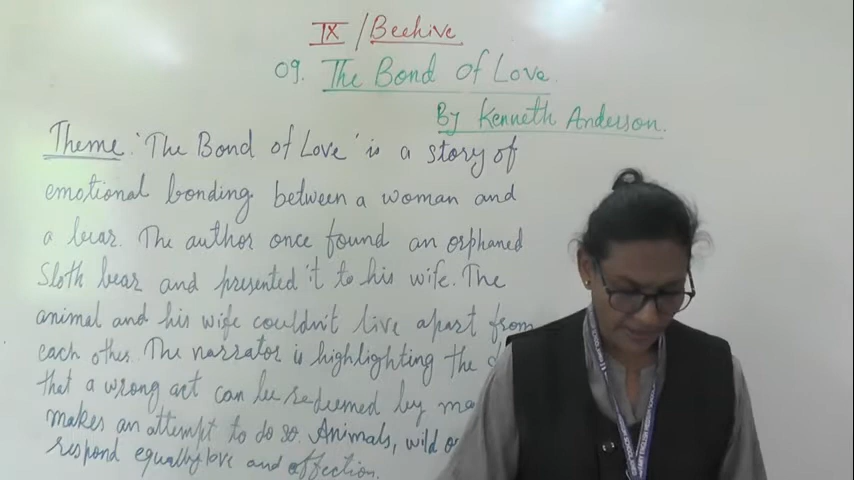 IX / Beehive
09. The Bond of Love.
By Kenneth Anderson.
Theme: 'The Bond of Love' is a story of
emotional bonding between a woman and
a bear. The author once found an orphaned
Sloth bear and presented it to his wife. The
animal and his wife couldn't live apart from
each other. The narrator is highlighting the
that a wrong act can be redeemed by
makes an attempt to do so. Animals, wild
respond equally love and affection.